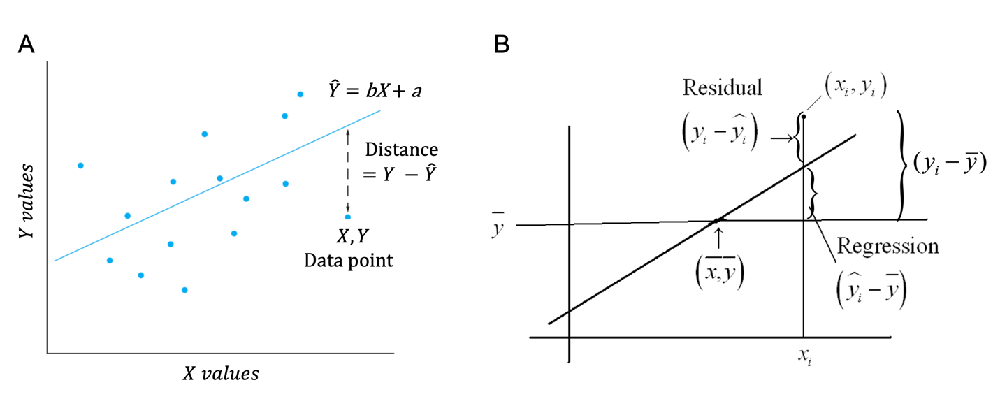 A
Ŷ = bX + a
Distance
= Y − Ŷ
X, Y
Data point
Y values
X values
B
Residual
(xᵢ, yᵢ)
(yᵢ − ŷᵢ)
(yᵢ − y̅)
y̅
(x̅, y̅)
Regression
(ŷᵢ − y̅)
xᵢ